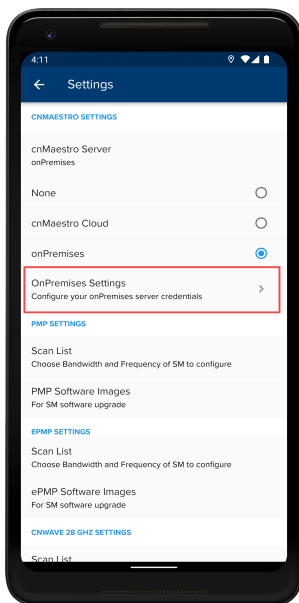 4:11
Settings
CNMAESTRO SETTINGS
cnMaestro Server
onPremises
None
cnMaestro Cloud
onPremises
OnPremises Settings
Configure your onPremises server credentials
PMP SETTINGS
Scan List
Choose Bandwidth and Frequency of SM to configure
PMP Software Images
For SM software upgrade
EPMP SETTINGS
Scan List
Choose Bandwidth and Frequency of SM to configure
ePMP Software Images
For SM software upgrade
CNWAVE 28 GHZ SETTINGS
Scan List